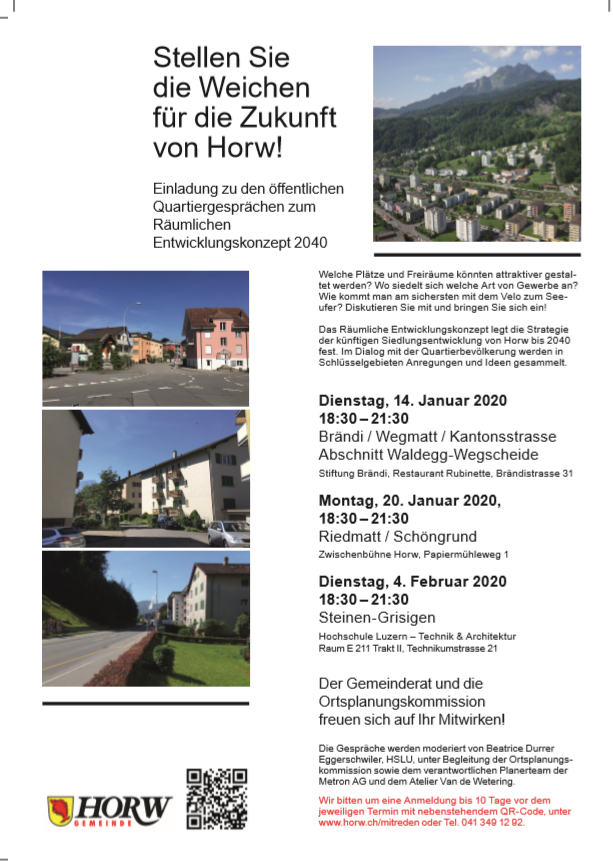 Stellen Sie
die Weichen
für die Zukunft
von Horw!
Einladung zu den öffentlichen
Quartiergesprächen zum
Räumlichen
Entwicklungskonzept 2040
Welche Plätze und Freiräume könnten attraktiver gestal-
tet werden? Wo siedelt sich welche Art von Gewerbe an?
Wie kommt man am sichersten mit dem Velo zum See-
ufer? Diskutieren Sie mit und bringen Sie sich ein!
Das Räumliche Entwicklungskonzept legt die Strategie
der künftigen Siedlungsentwicklung von Horw bis 2040
fest. Im Dialog mit der Quartierbevölkerung werden in
Schlüsselgebieten Anregungen und Ideen gesammelt.
Dienstag, 14. Januar 2020
18:30 – 21:30
Brändi / Wegmatt / Kantonsstrasse
Abschnitt Waldegg-Wegscheide
Stiftung Brändi, Restaurant Rubinette, Brändistrasse 31
Montag, 20. Januar 2020,
18:30 – 21:30
Riedmatt / Schöngrund
Zwischenbühne Horw, Papiermühleweg 1
Dienstag, 4. Februar 2020
18:30 – 21:30
Steinen-Grisigen
Hochschule Luzern – Technik & Architektur
Raum E 211 Trakt II, Technikumstrasse 21
Der Gemeinderat und die
Ortsplanungskommission
freuen sich auf Ihr Mitwirken!
Die Gespräche werden moderiert von Beatrice Durrer
Eggerschwiler, HSLU, unter Begleitung der Ortsplanungs-
kommission sowie dem verantwortlichen Planerteam der
Metron AG und dem Atelier Van de Wetering.
Wir bitten um eine Anmeldung bis 10 Tage vor dem
jeweiligen Termin mit nebenstehendem QR-Code, unter
www.horw.ch/mitreden oder Tel. 041 349 12 92.
HORW
GEMEINDE